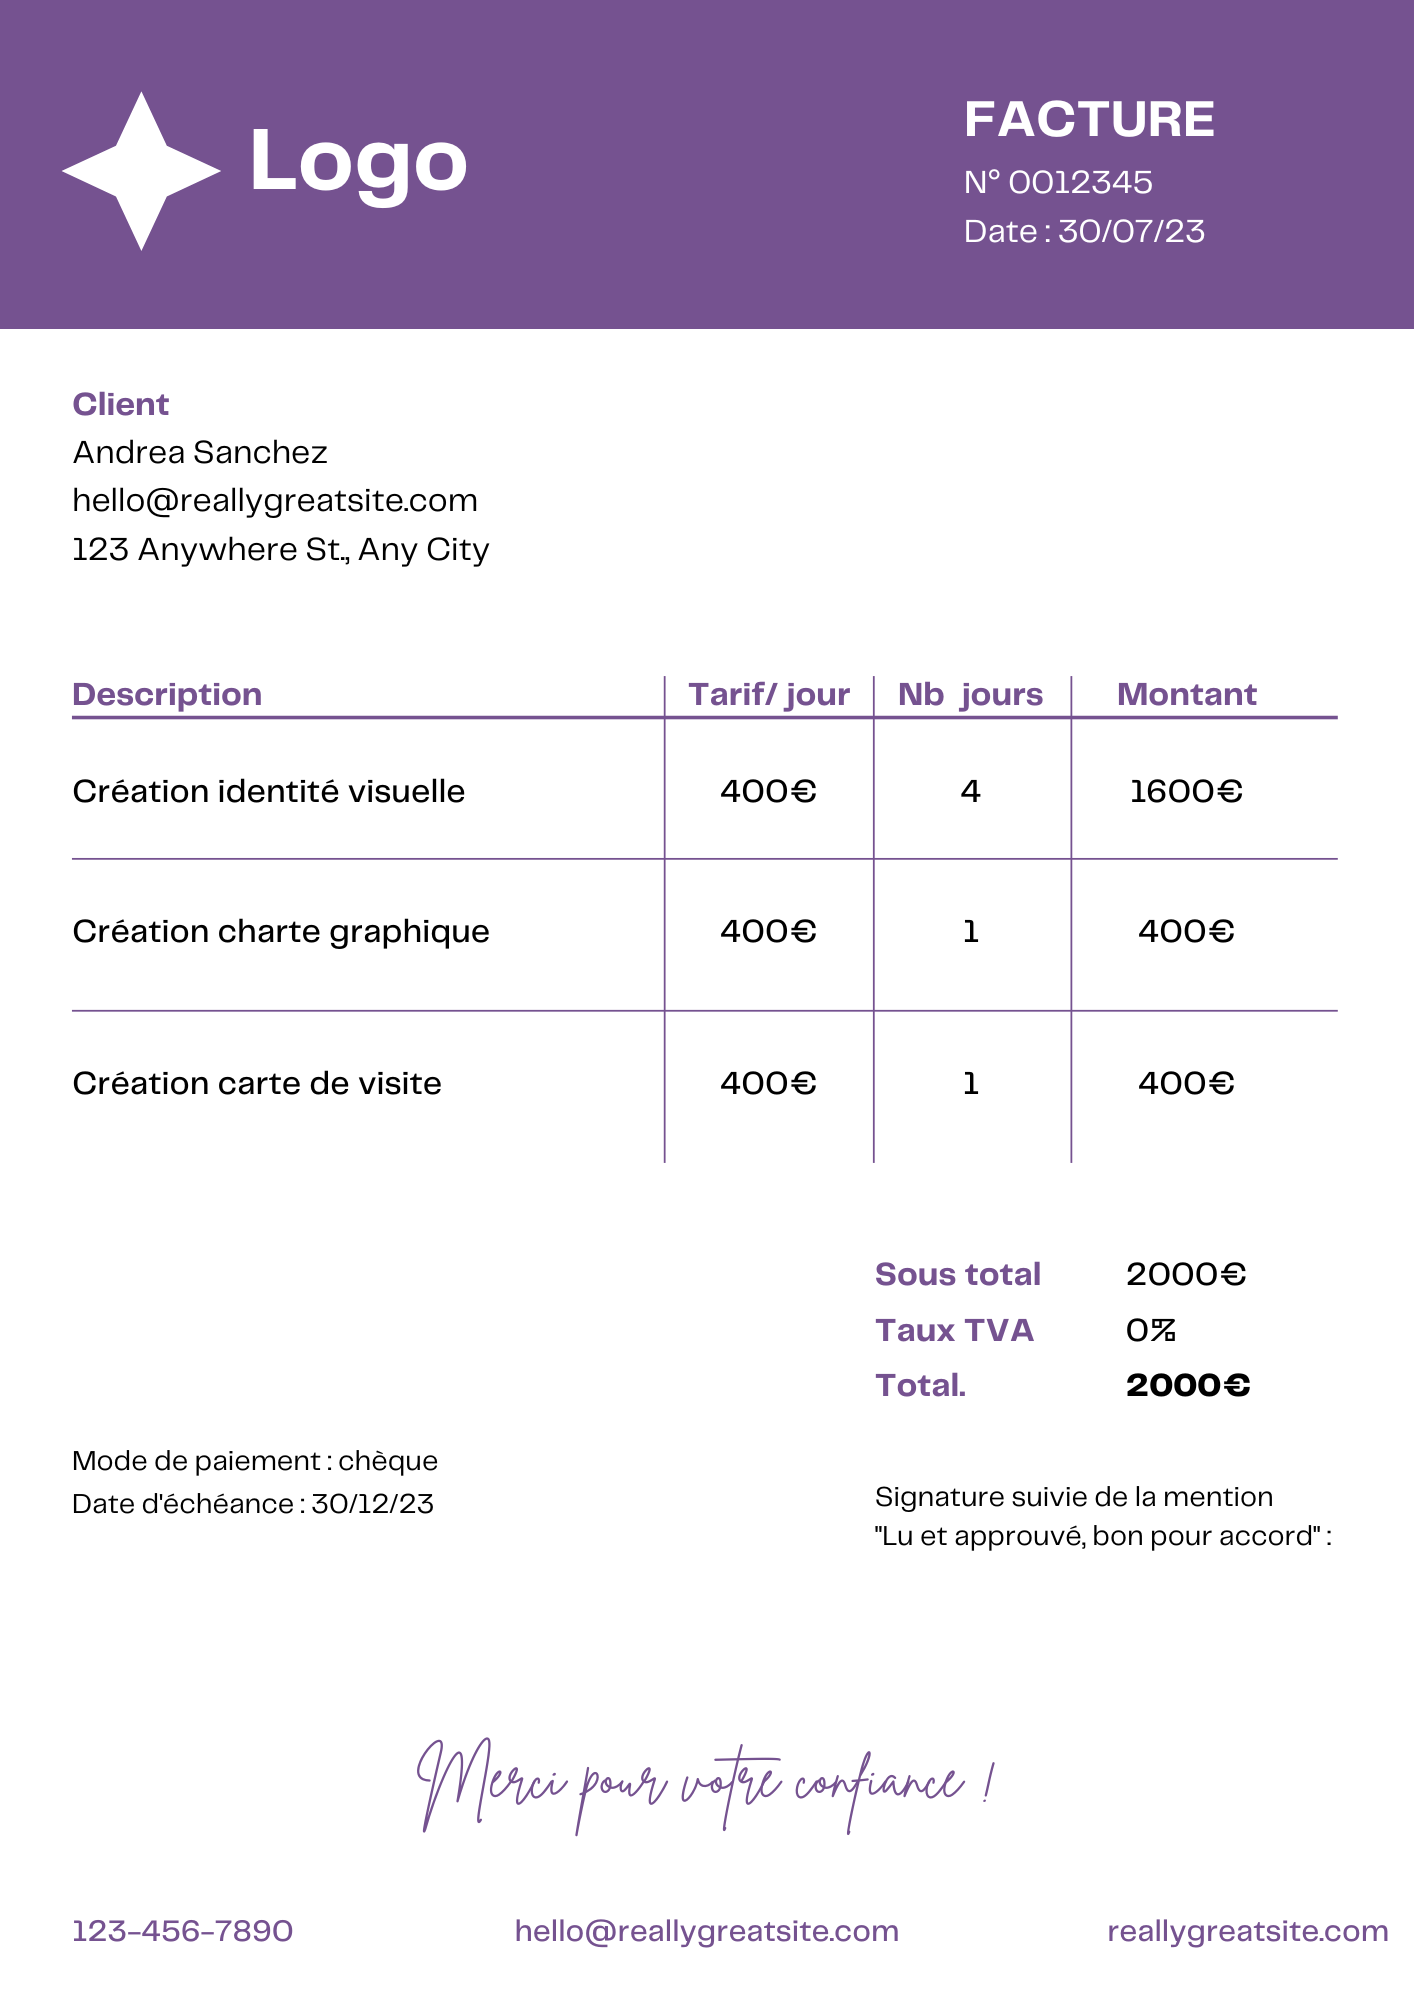 Logo
FACTURE
N° 0012345
Date : 30/07/23
Client
Andrea Sanchez
hello@reallygreatsite.com
123 Anywhere St., Any City
Description Tarif/ jour Nb jours Montant
Création identité visuelle 400€ 4 1600€
Création charte graphique 400€ 1 400€
Création carte de visite 400€ 1 400€
Sous total 2000€
Taux TVA 0%
Total. 2000€
Mode de paiement : chèque
Date d'échéance : 30/12/23
Signature suivie de la mention
"Lu et approuvé, bon pour accord" :
Merci pour votre confiance !
123-456-7890 hello@reallygreatsite.com reallygreatsite.com